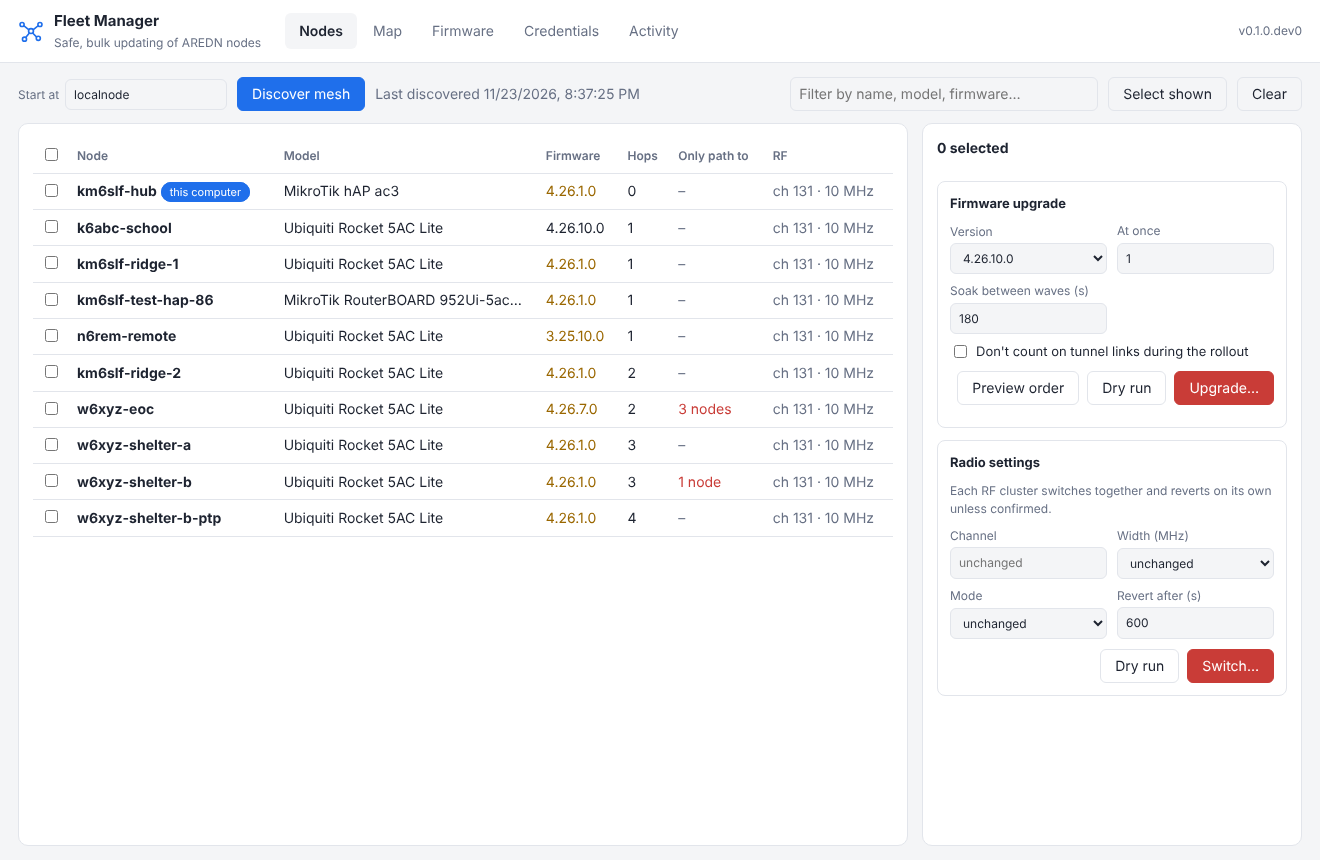 Fleet Manager
Safe, bulk updating of AREDN nodes
Nodes Map Firmware Credentials Activity
v0.1.0.dev0
Start at localnode Discover mesh Last discovered 11/23/2026, 8:37:25 PM Filter by name, model, firmware... Select shown Clear
Node Model Firmware Hops Only path to RF
km6slf-hub this computer MikroTik hAP ac3 4.26.1.0 0 – ch 131 · 10 MHz
k6abc-school Ubiquiti Rocket 5AC Lite 4.26.10.0 1 – ch 131 · 10 MHz
km6slf-ridge-1 Ubiquiti Rocket 5AC Lite 4.26.1.0 1 – ch 131 · 10 MHz
km6slf-test-hap-86 MikroTik RouterBOARD 952Ui-5ac... 4.26.1.0 1 – ch 131 · 10 MHz
n6rem-remote Ubiquiti Rocket 5AC Lite 3.25.10.0 1 – ch 131 · 10 MHz
km6slf-ridge-2 Ubiquiti Rocket 5AC Lite 4.26.1.0 2 – ch 131 · 10 MHz
w6xyz-eoc Ubiquiti Rocket 5AC Lite 4.26.7.0 2 3 nodes ch 131 · 10 MHz
w6xyz-shelter-a Ubiquiti Rocket 5AC Lite 4.26.1.0 3 – ch 131 · 10 MHz
w6xyz-shelter-b Ubiquiti Rocket 5AC Lite 4.26.1.0 3 1 node ch 131 · 10 MHz
w6xyz-shelter-b-ptp Ubiquiti Rocket 5AC Lite 4.26.1.0 4 – ch 131 · 10 MHz
0 selected
Firmware upgrade
Version At once
4.26.10.0 1
Soak between waves (s)
180
Don't count on tunnel links during the rollout
Preview order Dry run Upgrade...
Radio settings
Each RF cluster switches together and reverts on its own
unless confirmed.
Channel Width (MHz)
unchanged unchanged
Mode Revert after (s)
unchanged 600
Dry run Switch...